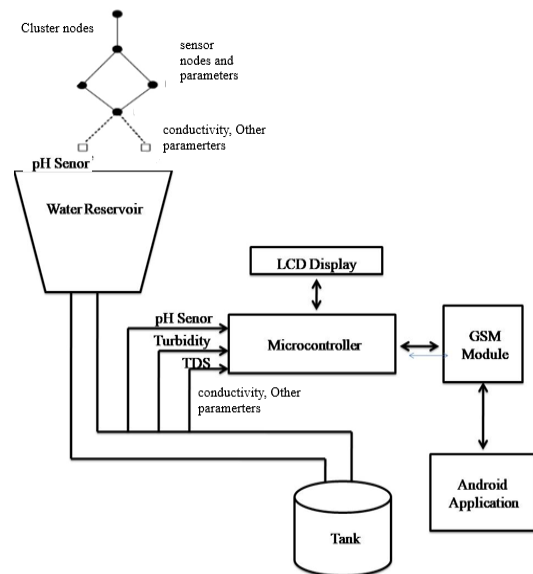 Cluster nodes
sensor
nodes and
parameters
conductivity, Other
paramerters
pH Senor
Water Reservoir
LCD Display
pH Senor
Turbidity
TDS
Microcontroller
GSM
Module
conductivity, Other
paramerters
Android
Application
Tank